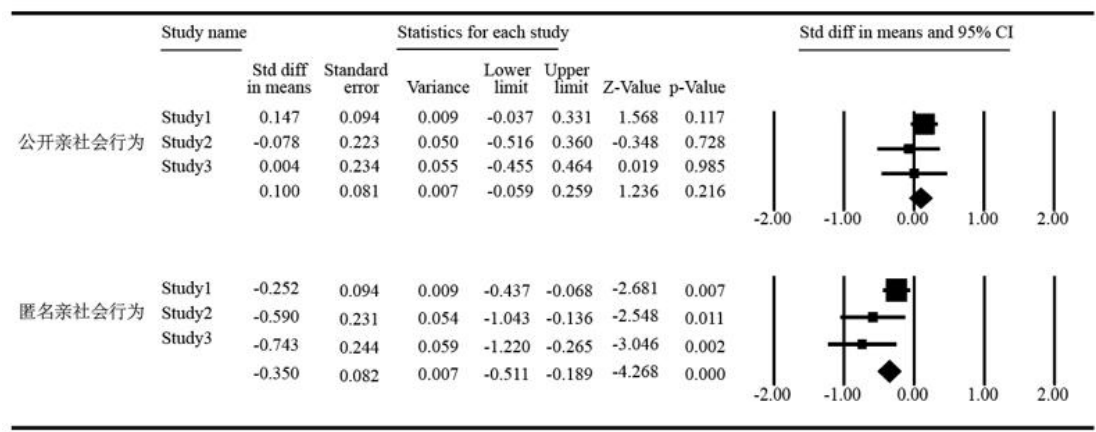 Study name Statistics for each study Std diff in means and 95% CI
Std diff in means Standard error Variance Lower limit Upper limit Z-Value p-Value
公开亲社会行为
Study1 0.147 0.094 0.009 -0.037 0.331 1.568 0.117
Study2 -0.078 0.223 0.050 -0.516 0.360 -0.348 0.728
Study3 0.004 0.234 0.055 -0.455 0.464 0.019 0.985
0.100 0.081 0.007 -0.059 0.259 1.236 0.216
-2.00 -1.00 0.00 1.00 2.00
匿名亲社会行为
Study1 -0.252 0.094 0.009 -0.437 -0.068 -2.681 0.007
Study2 -0.590 0.231 0.054 -1.043 -0.136 -2.548 0.011
Study3 -0.743 0.244 0.059 -1.220 -0.265 -3.046 0.002
-0.350 0.082 0.007 -0.511 -0.189 -4.268 0.000
-2.00 -1.00 0.00 1.00 2.00